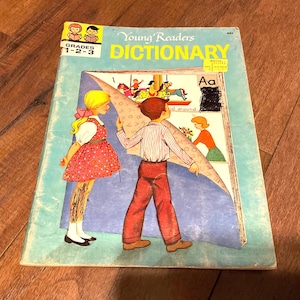 Young Readers
DICTIONARY
GRADES
1-2-3
Aa